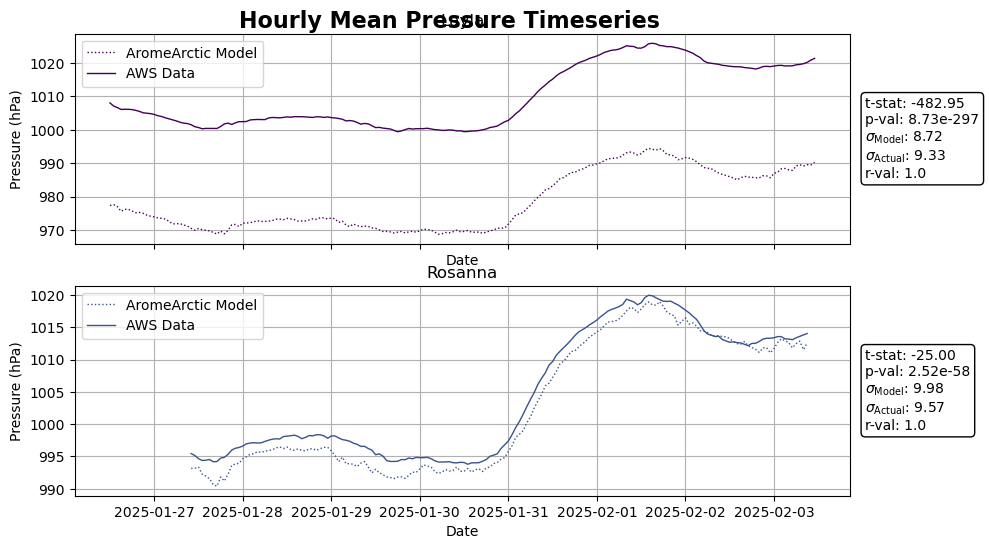 Hourly Mean Pressure Timeseries
AromeArctic Model
AWS Data
Pressure (hPa)
1020
1010
1000
990
980
970
Date
t-stat: -482.95
p-val: 8.73e-297
σModel: 8.72
σActual: 9.33
r-val: 1.0
Rosanna
AromeArctic Model
AWS Data
Pressure (hPa)
1020
1015
1010
1005
1000
995
990
2025-01-27 2025-01-28 2025-01-29 2025-01-30 2025-01-31 2025-02-01 2025-02-02 2025-02-03
Date
t-stat: -25.00
p-val: 2.52e-58
σModel: 9.98
σActual: 9.57
r-val: 1.0